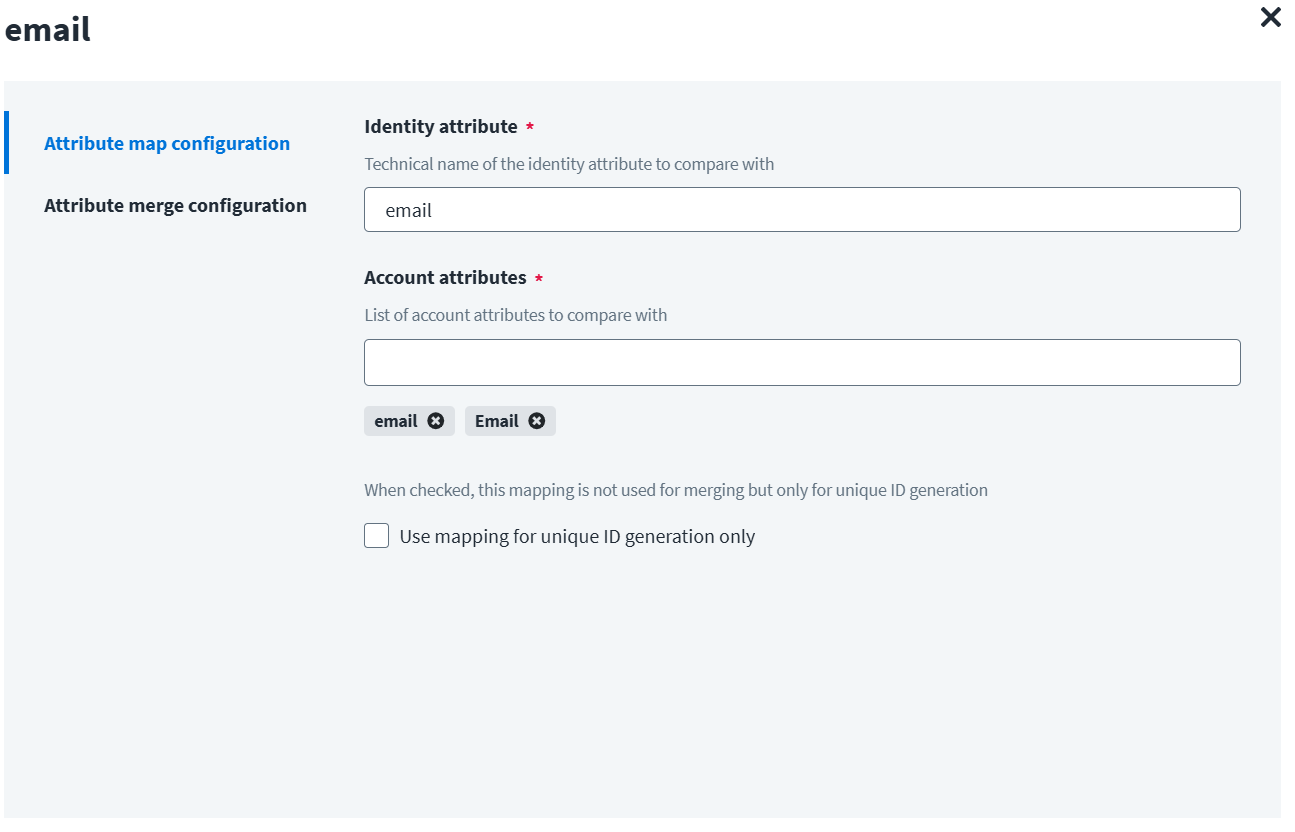 email
Attribute map configuration
Attribute merge configuration
Identity attribute *
Technical name of the identity attribute to compare with
email
Account attributes *
List of account attributes to compare with
email Email
When checked, this mapping is not used for merging but only for unique ID generation
Use mapping for unique ID generation only